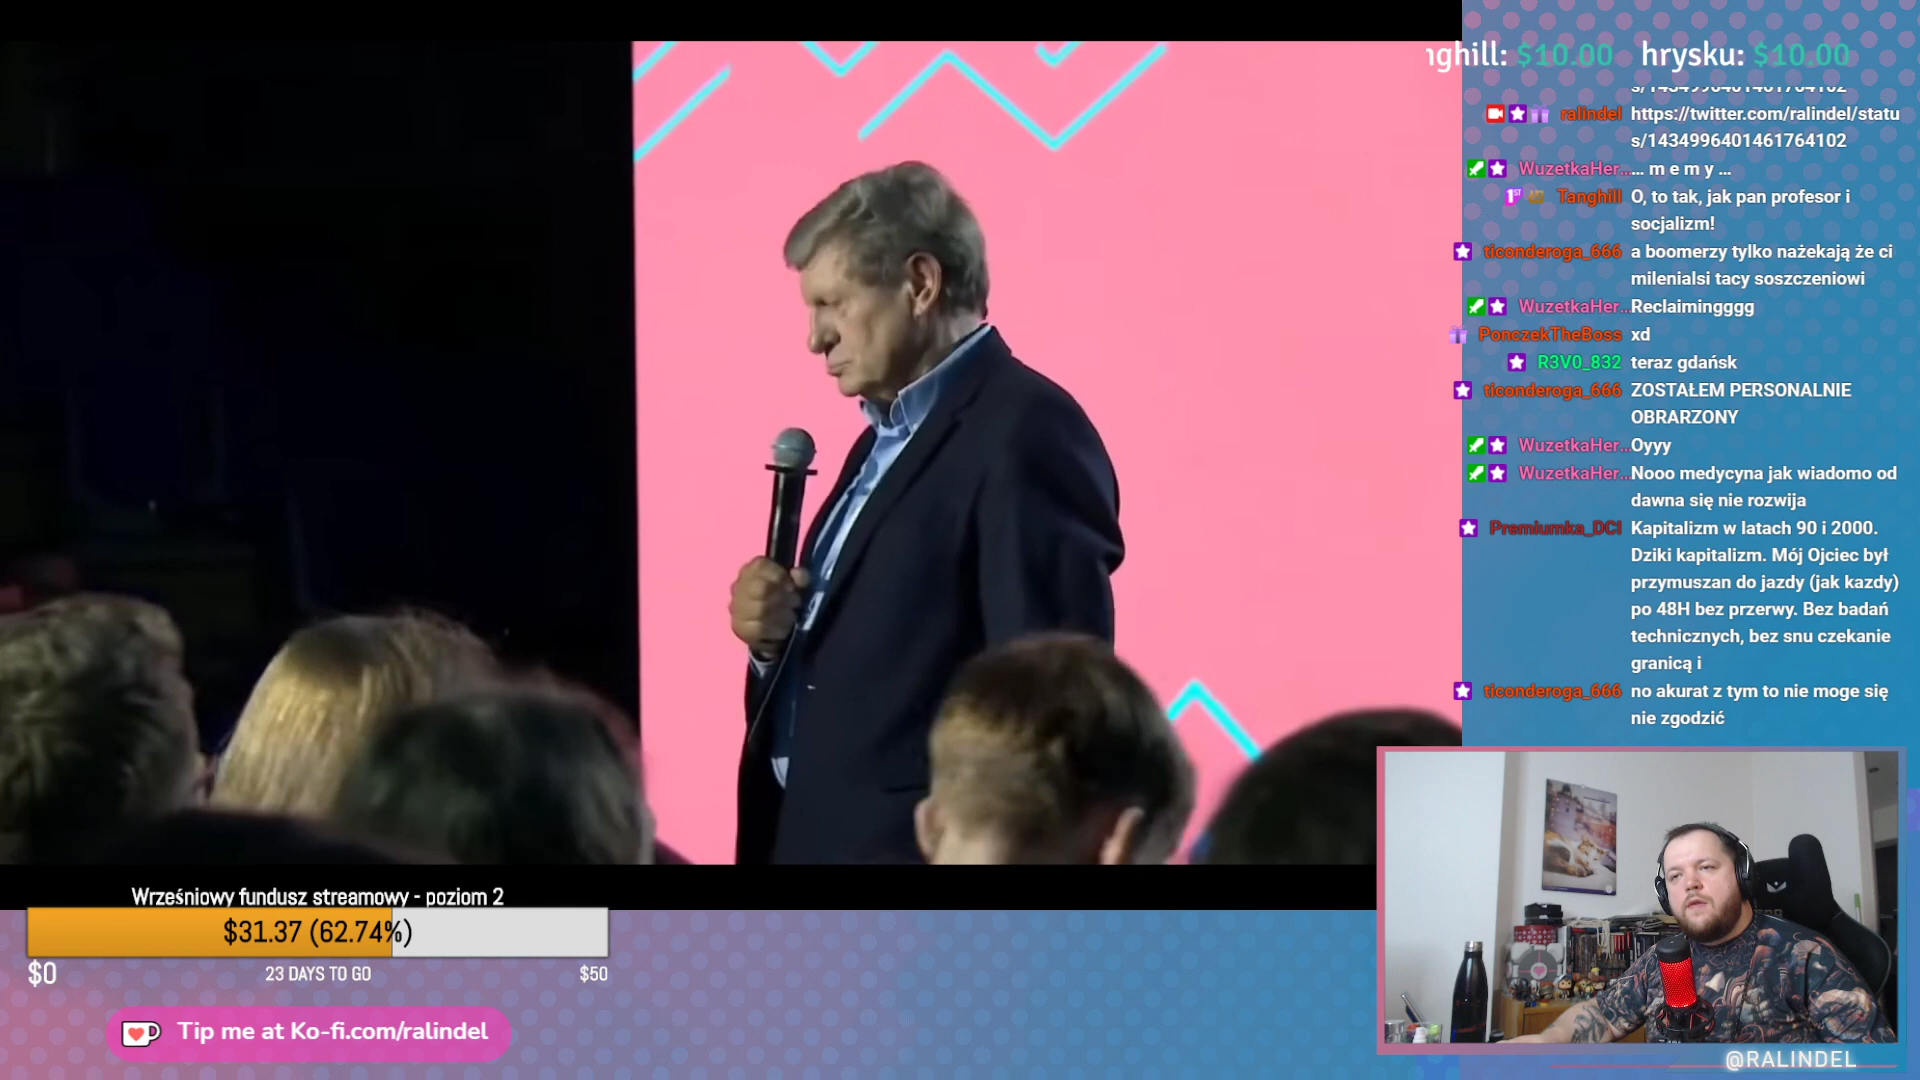 nghill: $10.00 hrysku: $10.00
s/1434996401461764102
ralindel https://twitter.com/ralindel/statu
s/1434996401461764102
WuzetkaHer... ... m e m y ...
1ST Tanghill O, to tak, jak pan profesor i
socjalizm!
ticonderoga_666 a boomerzy tylko nażekają że ci
milenialsi tacy soszczeniowi
WuzetkaHer... Reclaimingggg
PonczekTheBoss xd
R3V0_832 teraz gdańsk
ticonderoga_666 ZOSTAŁEM PERSONALNIE
OBRARZONY
WuzetkaHer... Oyyy
WuzetkaHer... Nooo medycyna jak wiadomo od
dawna się nie rozwija
Premiumka_DCI Kapitalizm w latach 90 i 2000.
Dziki kapitalizm. Mój Ojciec był
przymuszan do jazdy (jak kazdy)
po 48H bez przerwy. Bez badań
technicznych, bez snu czekanie
granicą i
ticonderoga_666 no akurat z tym to nie moge się
nie zgodzić
Wrześniowy fundusz streamowy - poziom 2
$31.37 (62.74%)
$0 23 DAYS TO GO $50
Tip me at Ko-fi.com/ralindel
@RALINDEL